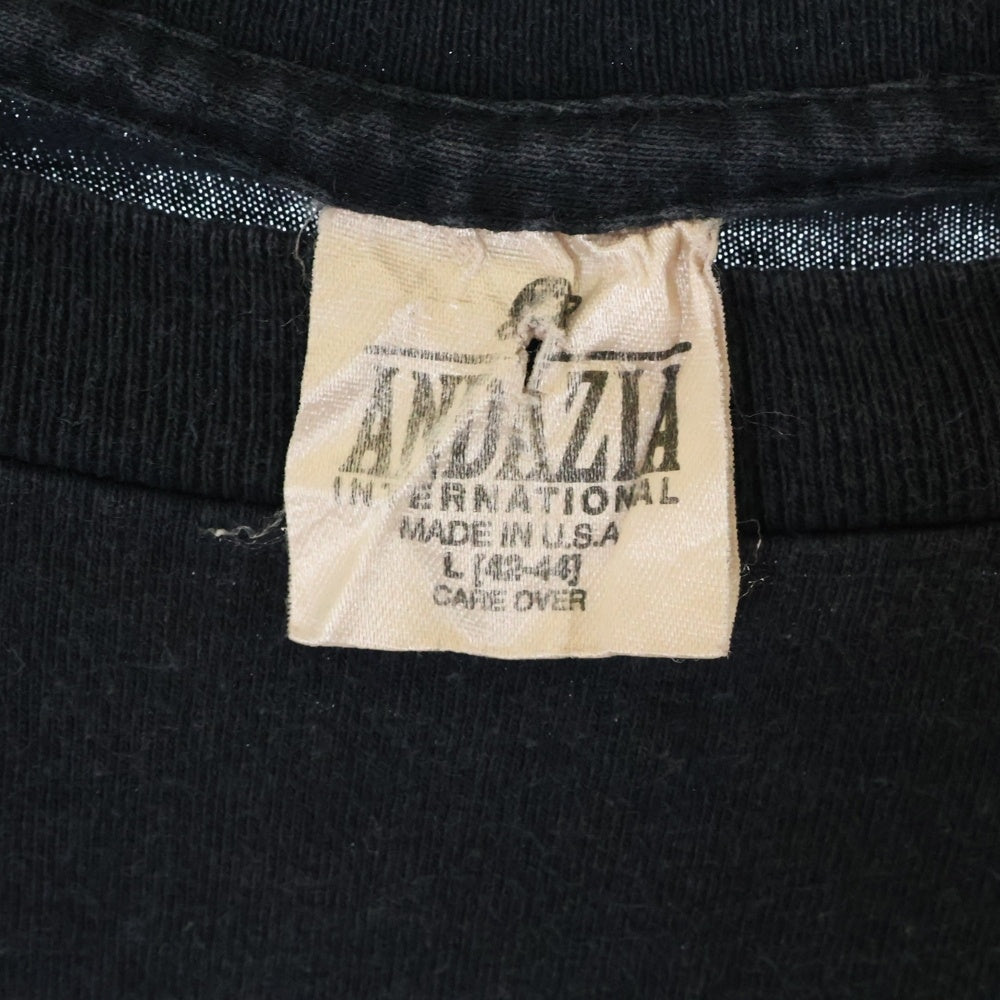 ANDAZIA
INTERNATIONAL
MADE IN U.S.A
L [42-44]
CARE OVER